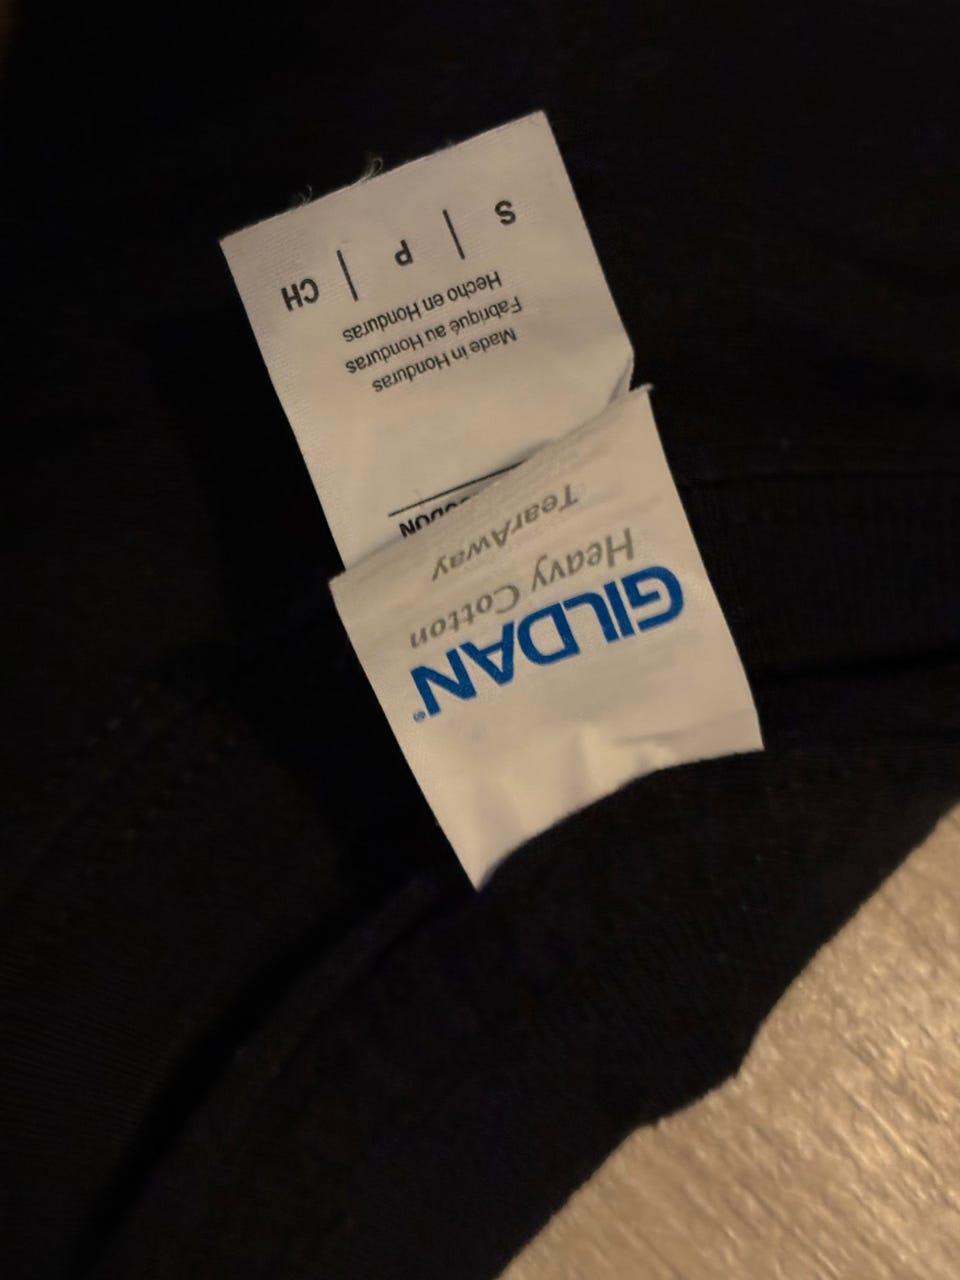 GILDAN®
Heavy Cotton
TearAway
Made in Honduras
Fabriqué au Honduras
Hecho en Honduras
S | P | CH